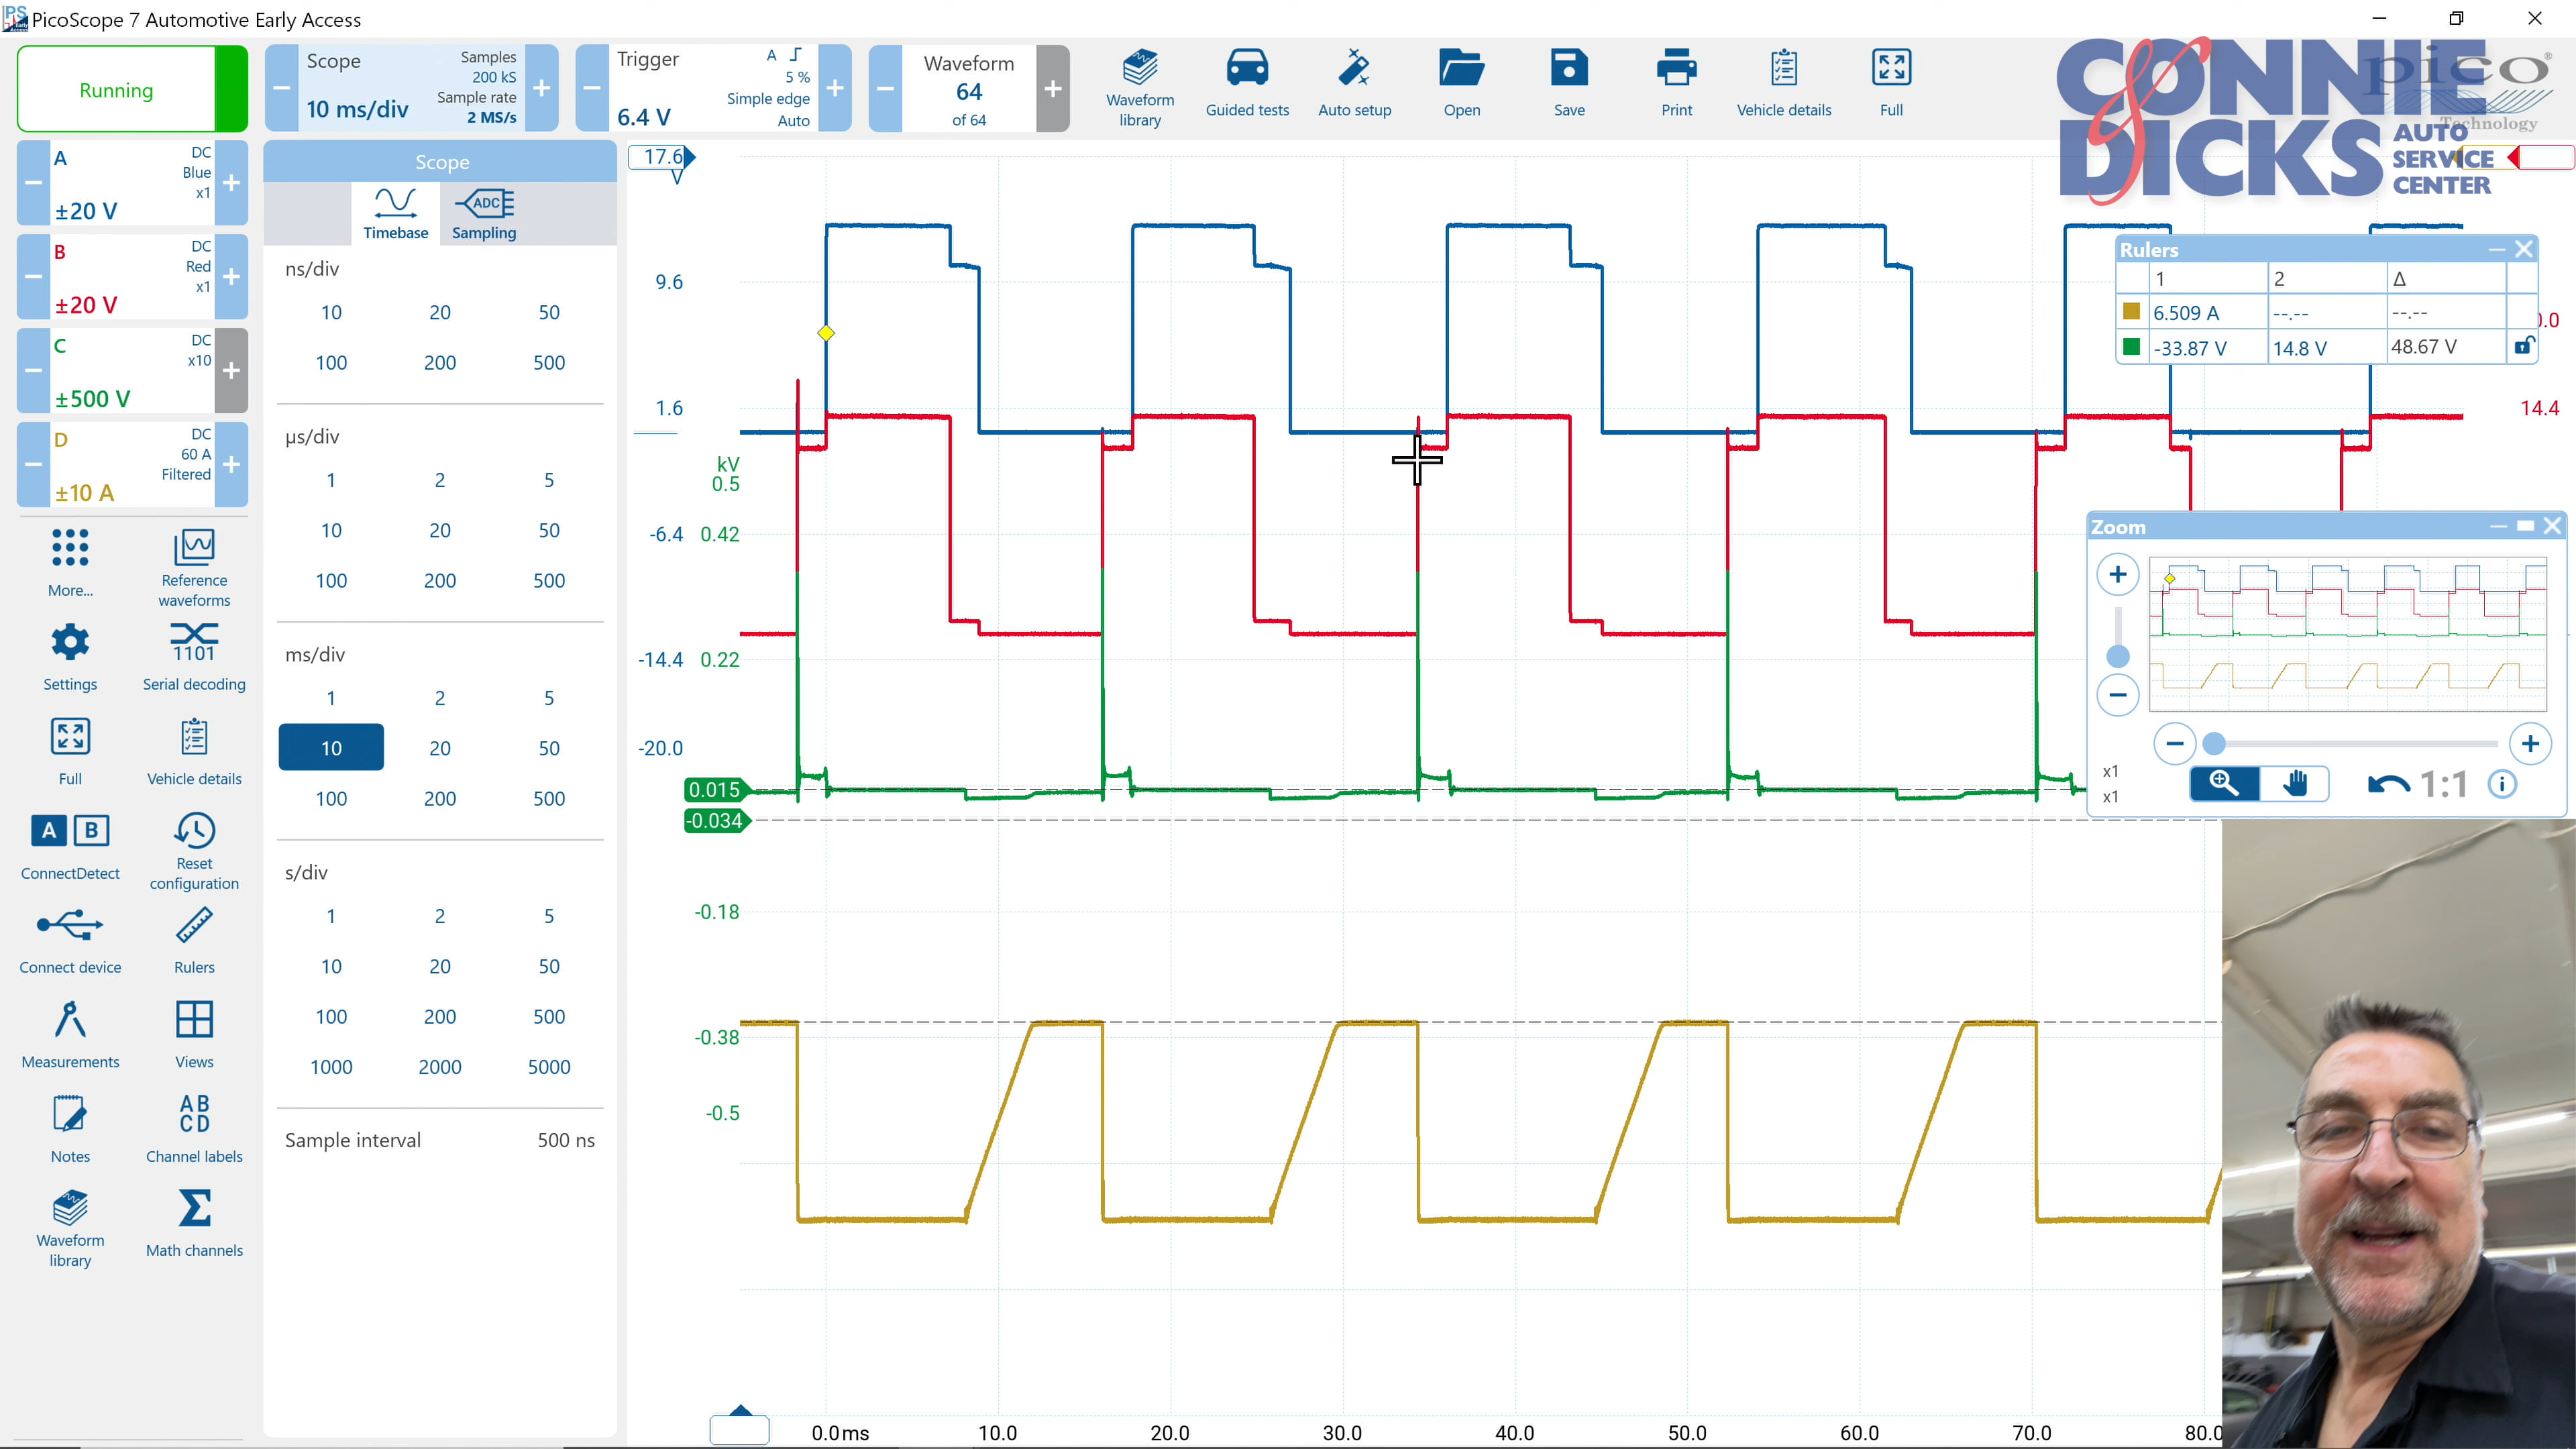 PicoScope 7 Automotive Early Access
Running
Scope
10 ms/div
Samples
200 kS
Sample rate
2 MS/s
Trigger
6.4 V
A
5 %
Simple edge
Auto
Waveform
64
of 64
Waveform
library
Guided tests
Auto setup
Open
Save
Print
Vehicle details
Full
CONNIE
&
DICKS
AUTO
SERVICE
CENTER
pico
Technology
A
DC
Blue
x1
±20 V
B
DC
Red
x1
±20 V
C
DC
x10
±500 V
D
DC
60 A
Filtered
±10 A
More...
Reference
waveforms
Settings
1101
Serial decoding
Full
Vehicle details
A B
ConnectDetect
Reset
configuration
Connect device
Rulers
Measurements
Views
Notes
AB
CD
Channel labels
Waveform
library
Math channels
Scope
Timebase
ADC
Sampling
ns/div
10 20 50
100 200 500
µs/div
1 2 5
10 20 50
100 200 500
ms/div
1 2 5
10 20 50
100 200 500
s/div
1 2 5
10 20 50
100 200 500
1000 2000 5000
Sample interval 500 ns
17.6
V
9.6
1.6
kV
0.5
-6.4 0.42
-14.4 0.22
-20.0
0.015
-0.034
-0.18
-0.38
-0.5
0.0ms 10.0 20.0 30.0 40.0 50.0 60.0 70.0 80.0
14.4
Rulers
1 2 Δ
6.509 A --.-- --.--
-33.87 V 14.8 V 48.67 V
Zoom
x1
x1
1:1